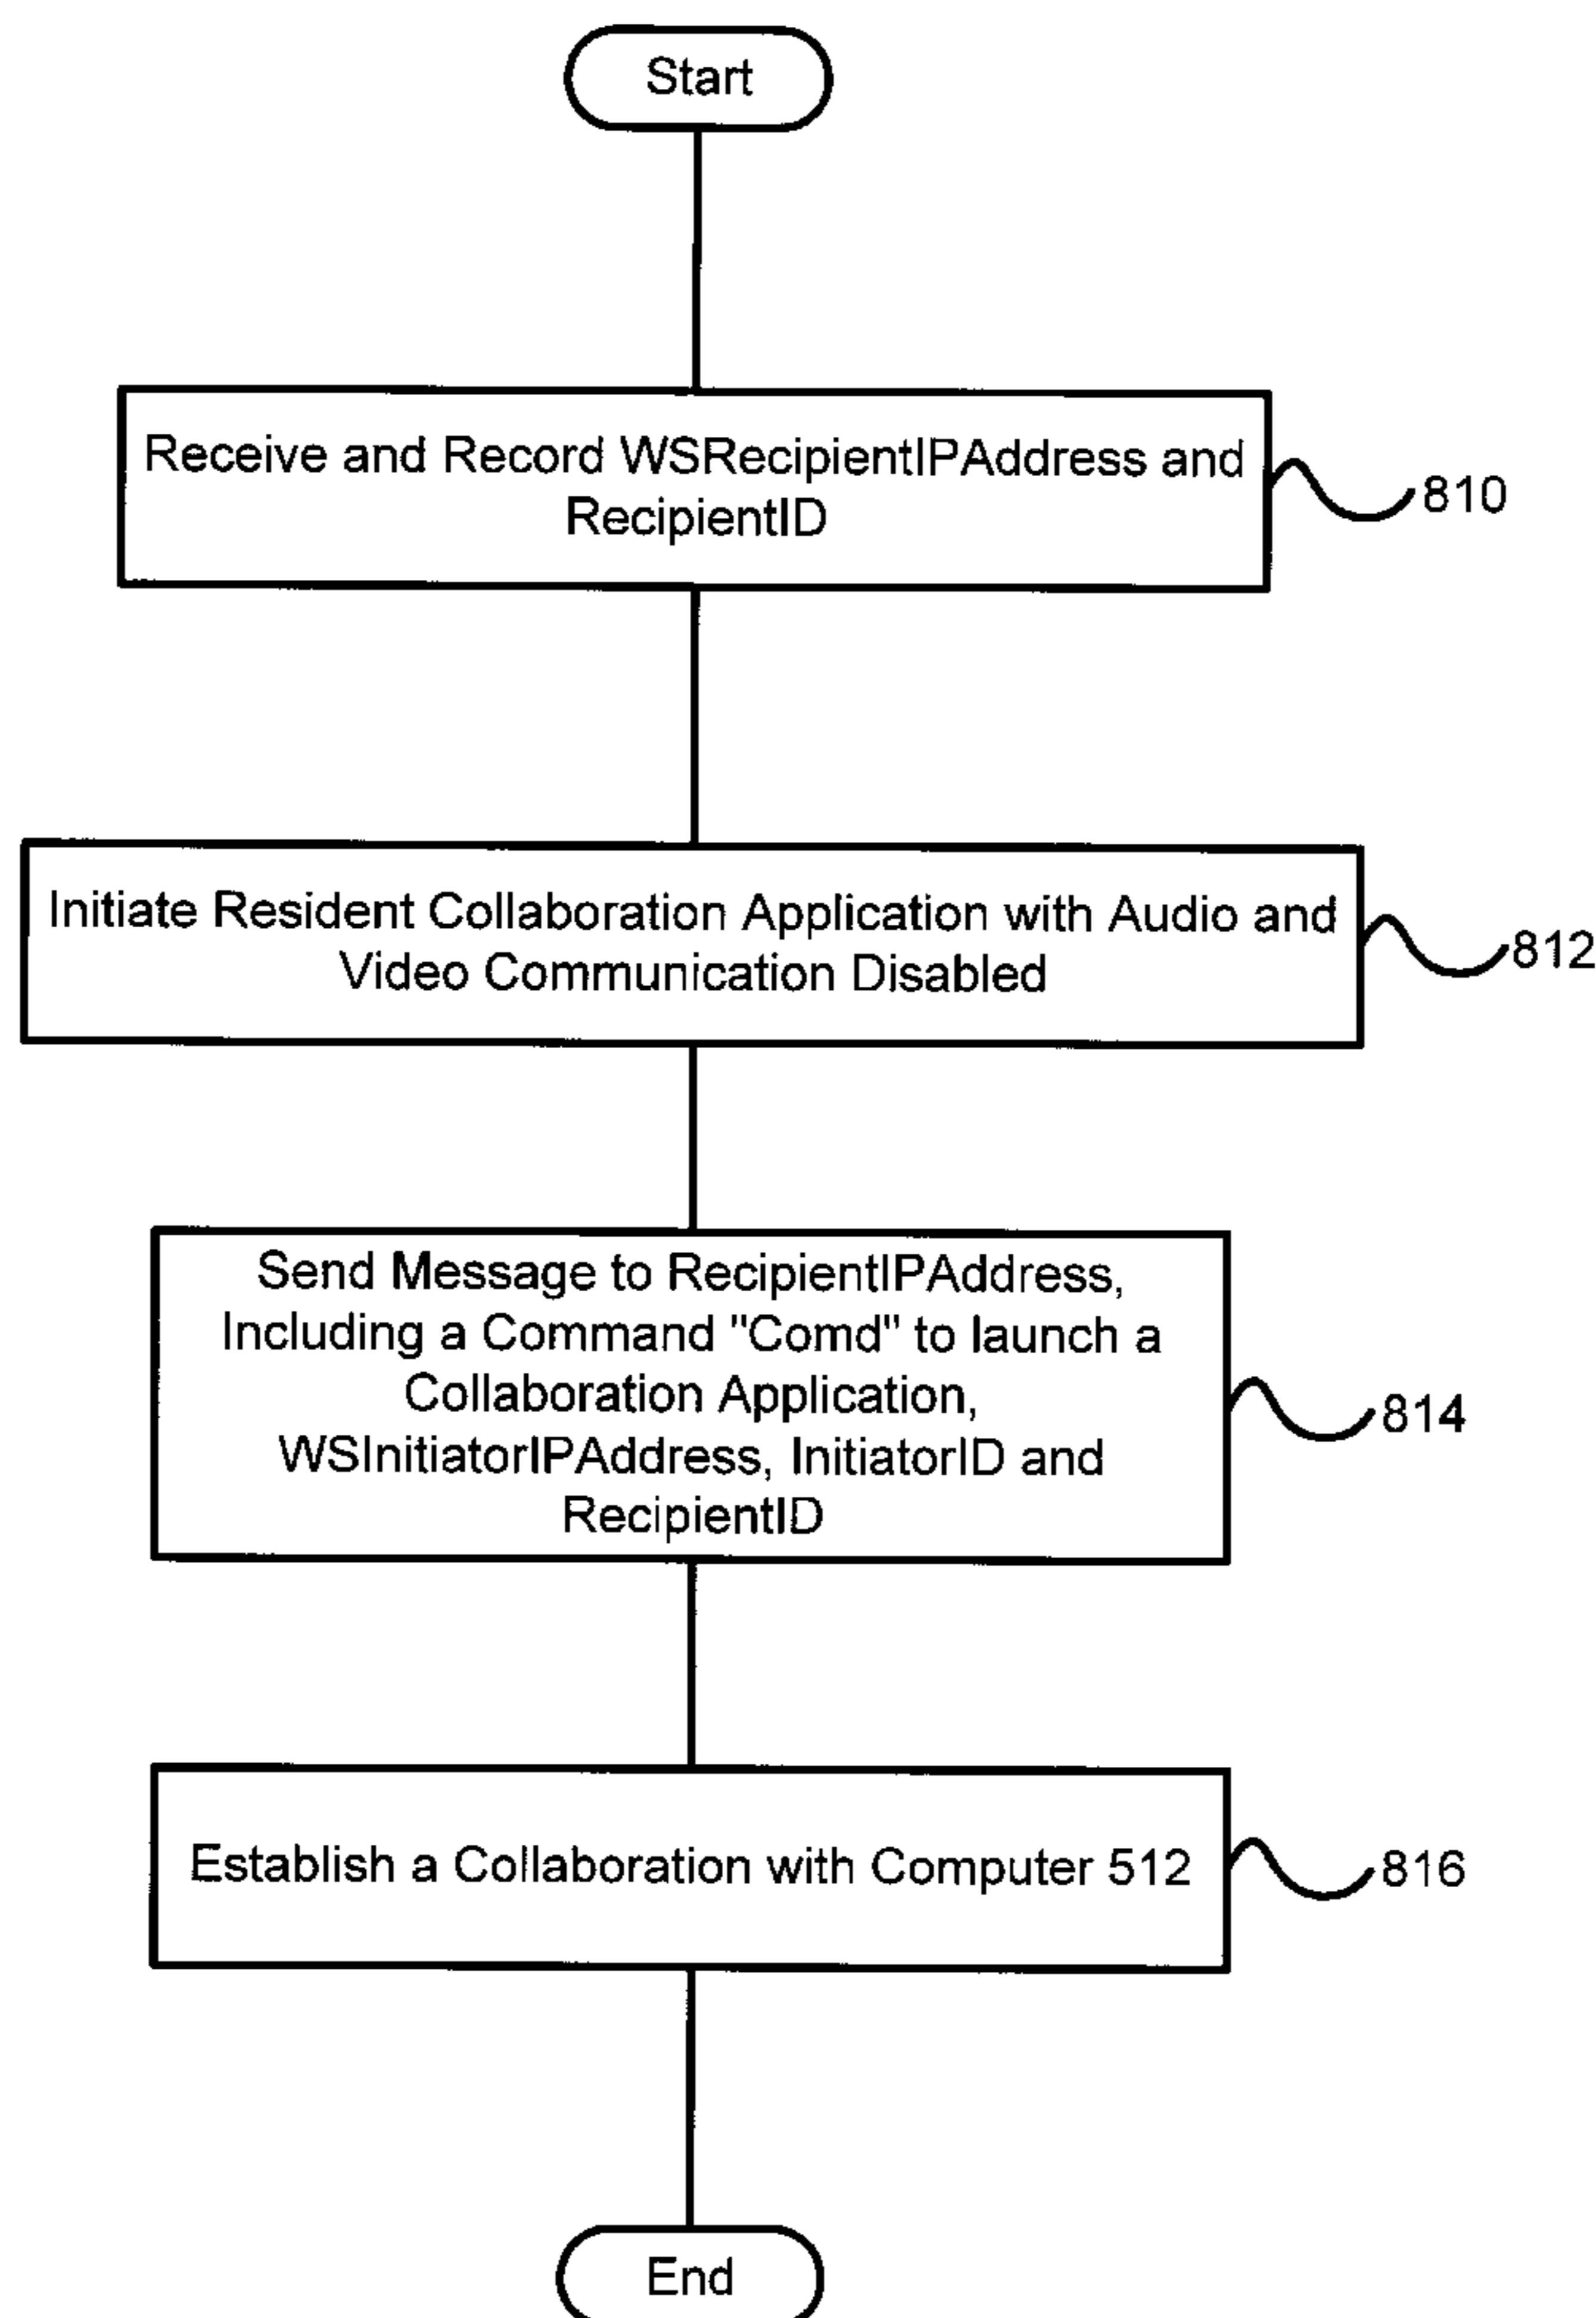 Start
Receive and Record WSRecipientIPAddress and
RecipientID
810
Initiate Resident Collaboration Application with Audio and
Video Communication Disabled
812
Send Message to RecipientIPAddress,
Including a Command "Comd" to launch a
Collaboration Application,
WSInitiatorIPAddress, InitiatorID and
RecipientID
814
Establish a Collaboration with Computer 512
816
End